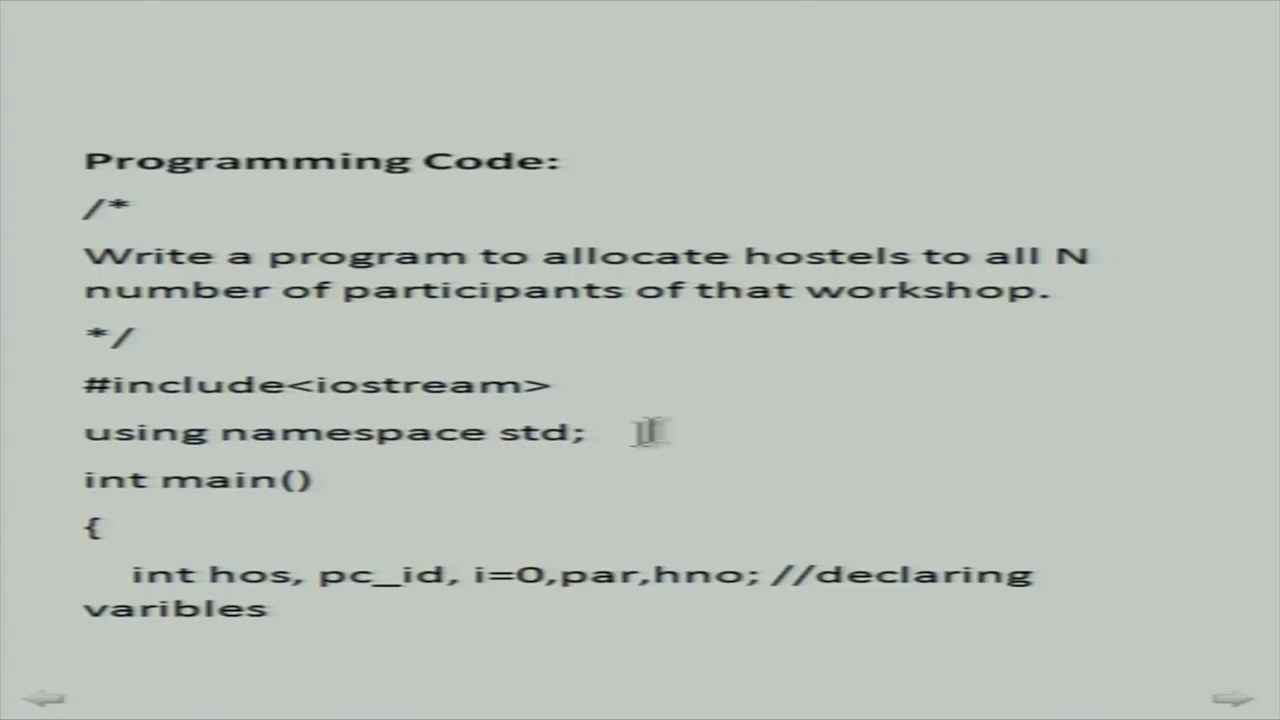 Programming Code:
/*
Write a program to allocate hostels to all N
number of participants of that workshop.
*/
#include<iostream>
using namespace std;
int main()
{
int hos, pc_id, i=0,par,hno; //declaring
varibles